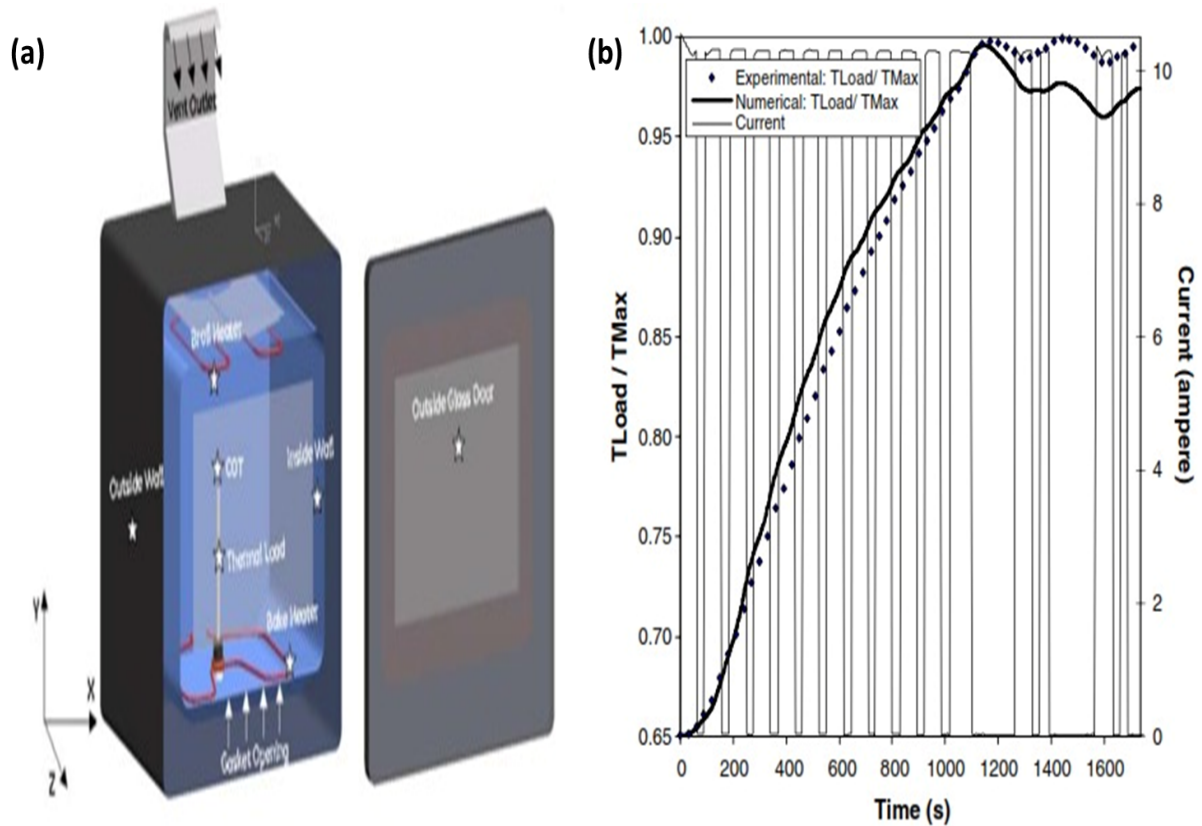 (a)
Vent Outlet
Broil Heater
COT
Inside Wall
Outside Wall
Thermal Load
Bake Heater
Gasket Opening
Y
X
Z
Outside Glass Door
(b)
Experimental: TLoad/ TMax
Numerical: TLoad/ TMax
Current
TLoad / TMax
1.00
0.95
0.90
0.85
0.80
0.75
0.70
0.65
0 200 400 600 800 1000 1200 1400 1600
Time (s)
10
8
6
4
2
0
Current (ampere)